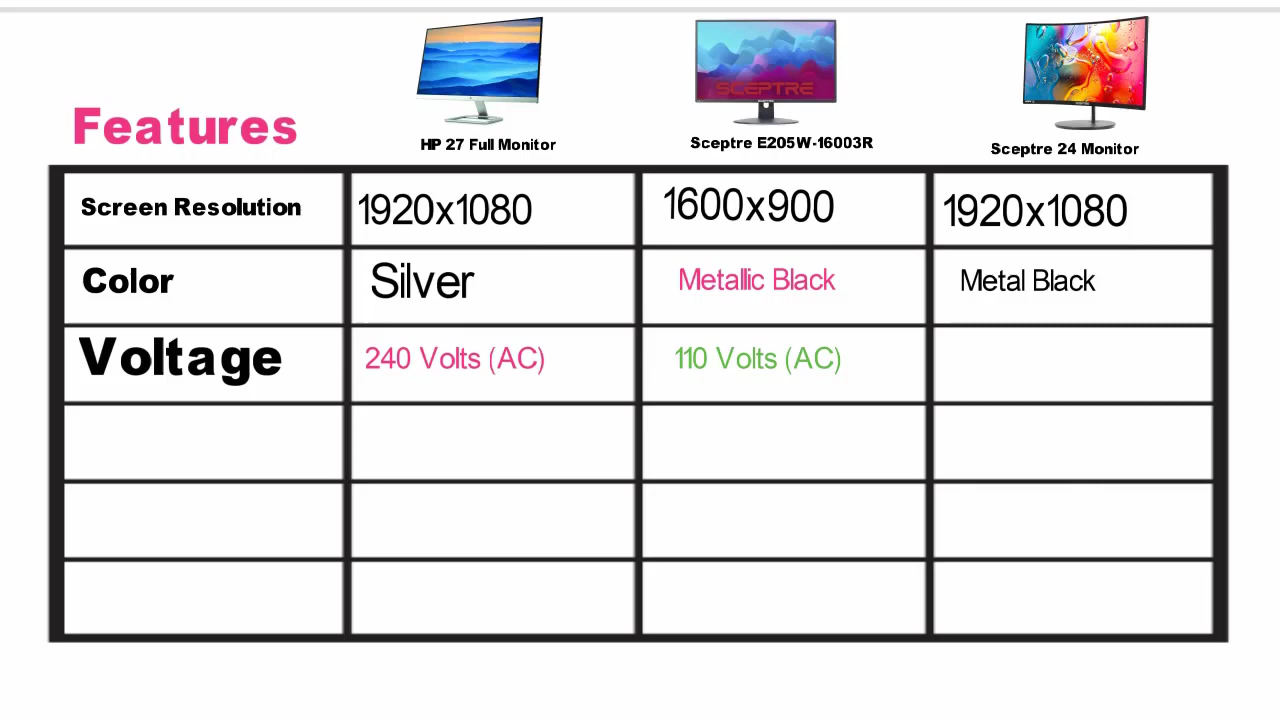 SCEPTRE
Features
HP 27 Full Monitor
Sceptre E205W-16003R
Sceptre 24 Monitor
Screen Resolution
1920x1080
1600x900
1920x1080
Color
Silver
Metallic Black
Metal Black
Voltage
240 Volts (AC)
110 Volts (AC)